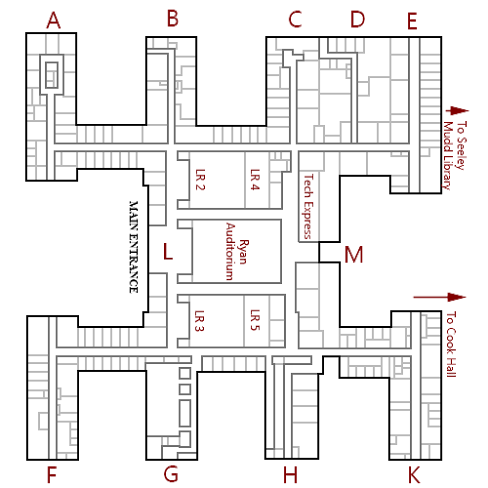 A
B
C
D
E
To Seeley
Mudd Library
LR 2
LR 4
Tech Express
MAIN ENTRANCE
L
Ryan
Auditorium
M
LR 3
LR 5
To Cook Hall
F
G
H
K